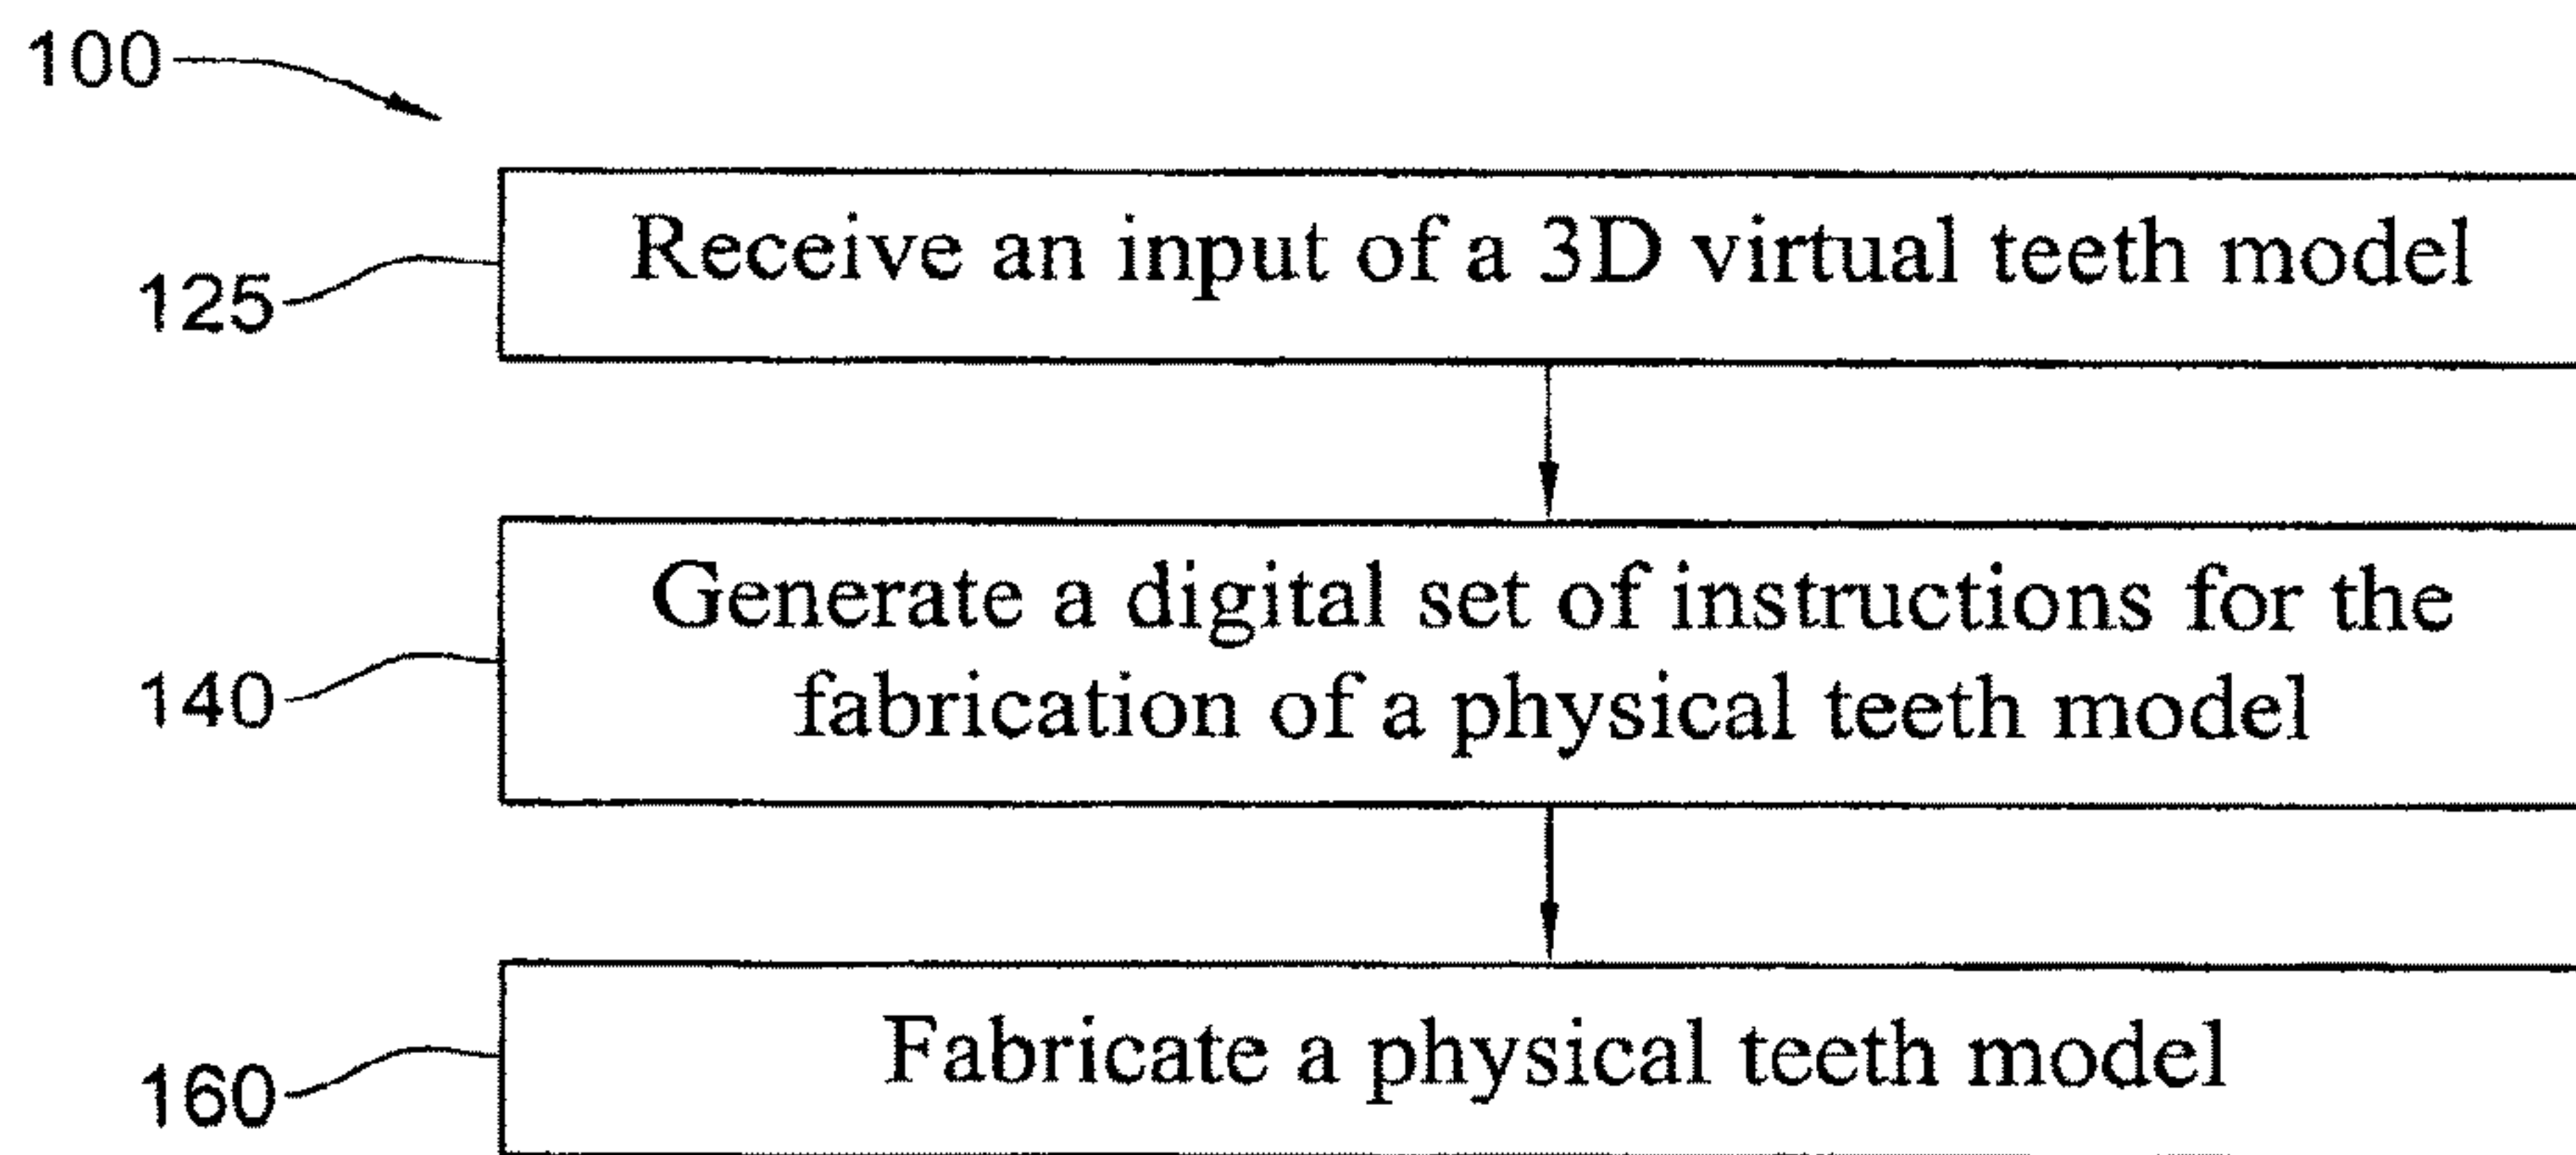 100
125
Receive an input of a 3D virtual teeth model
140
Generate a digital set of instructions for the
fabrication of a physical teeth model
160
Fabricate a physical teeth model